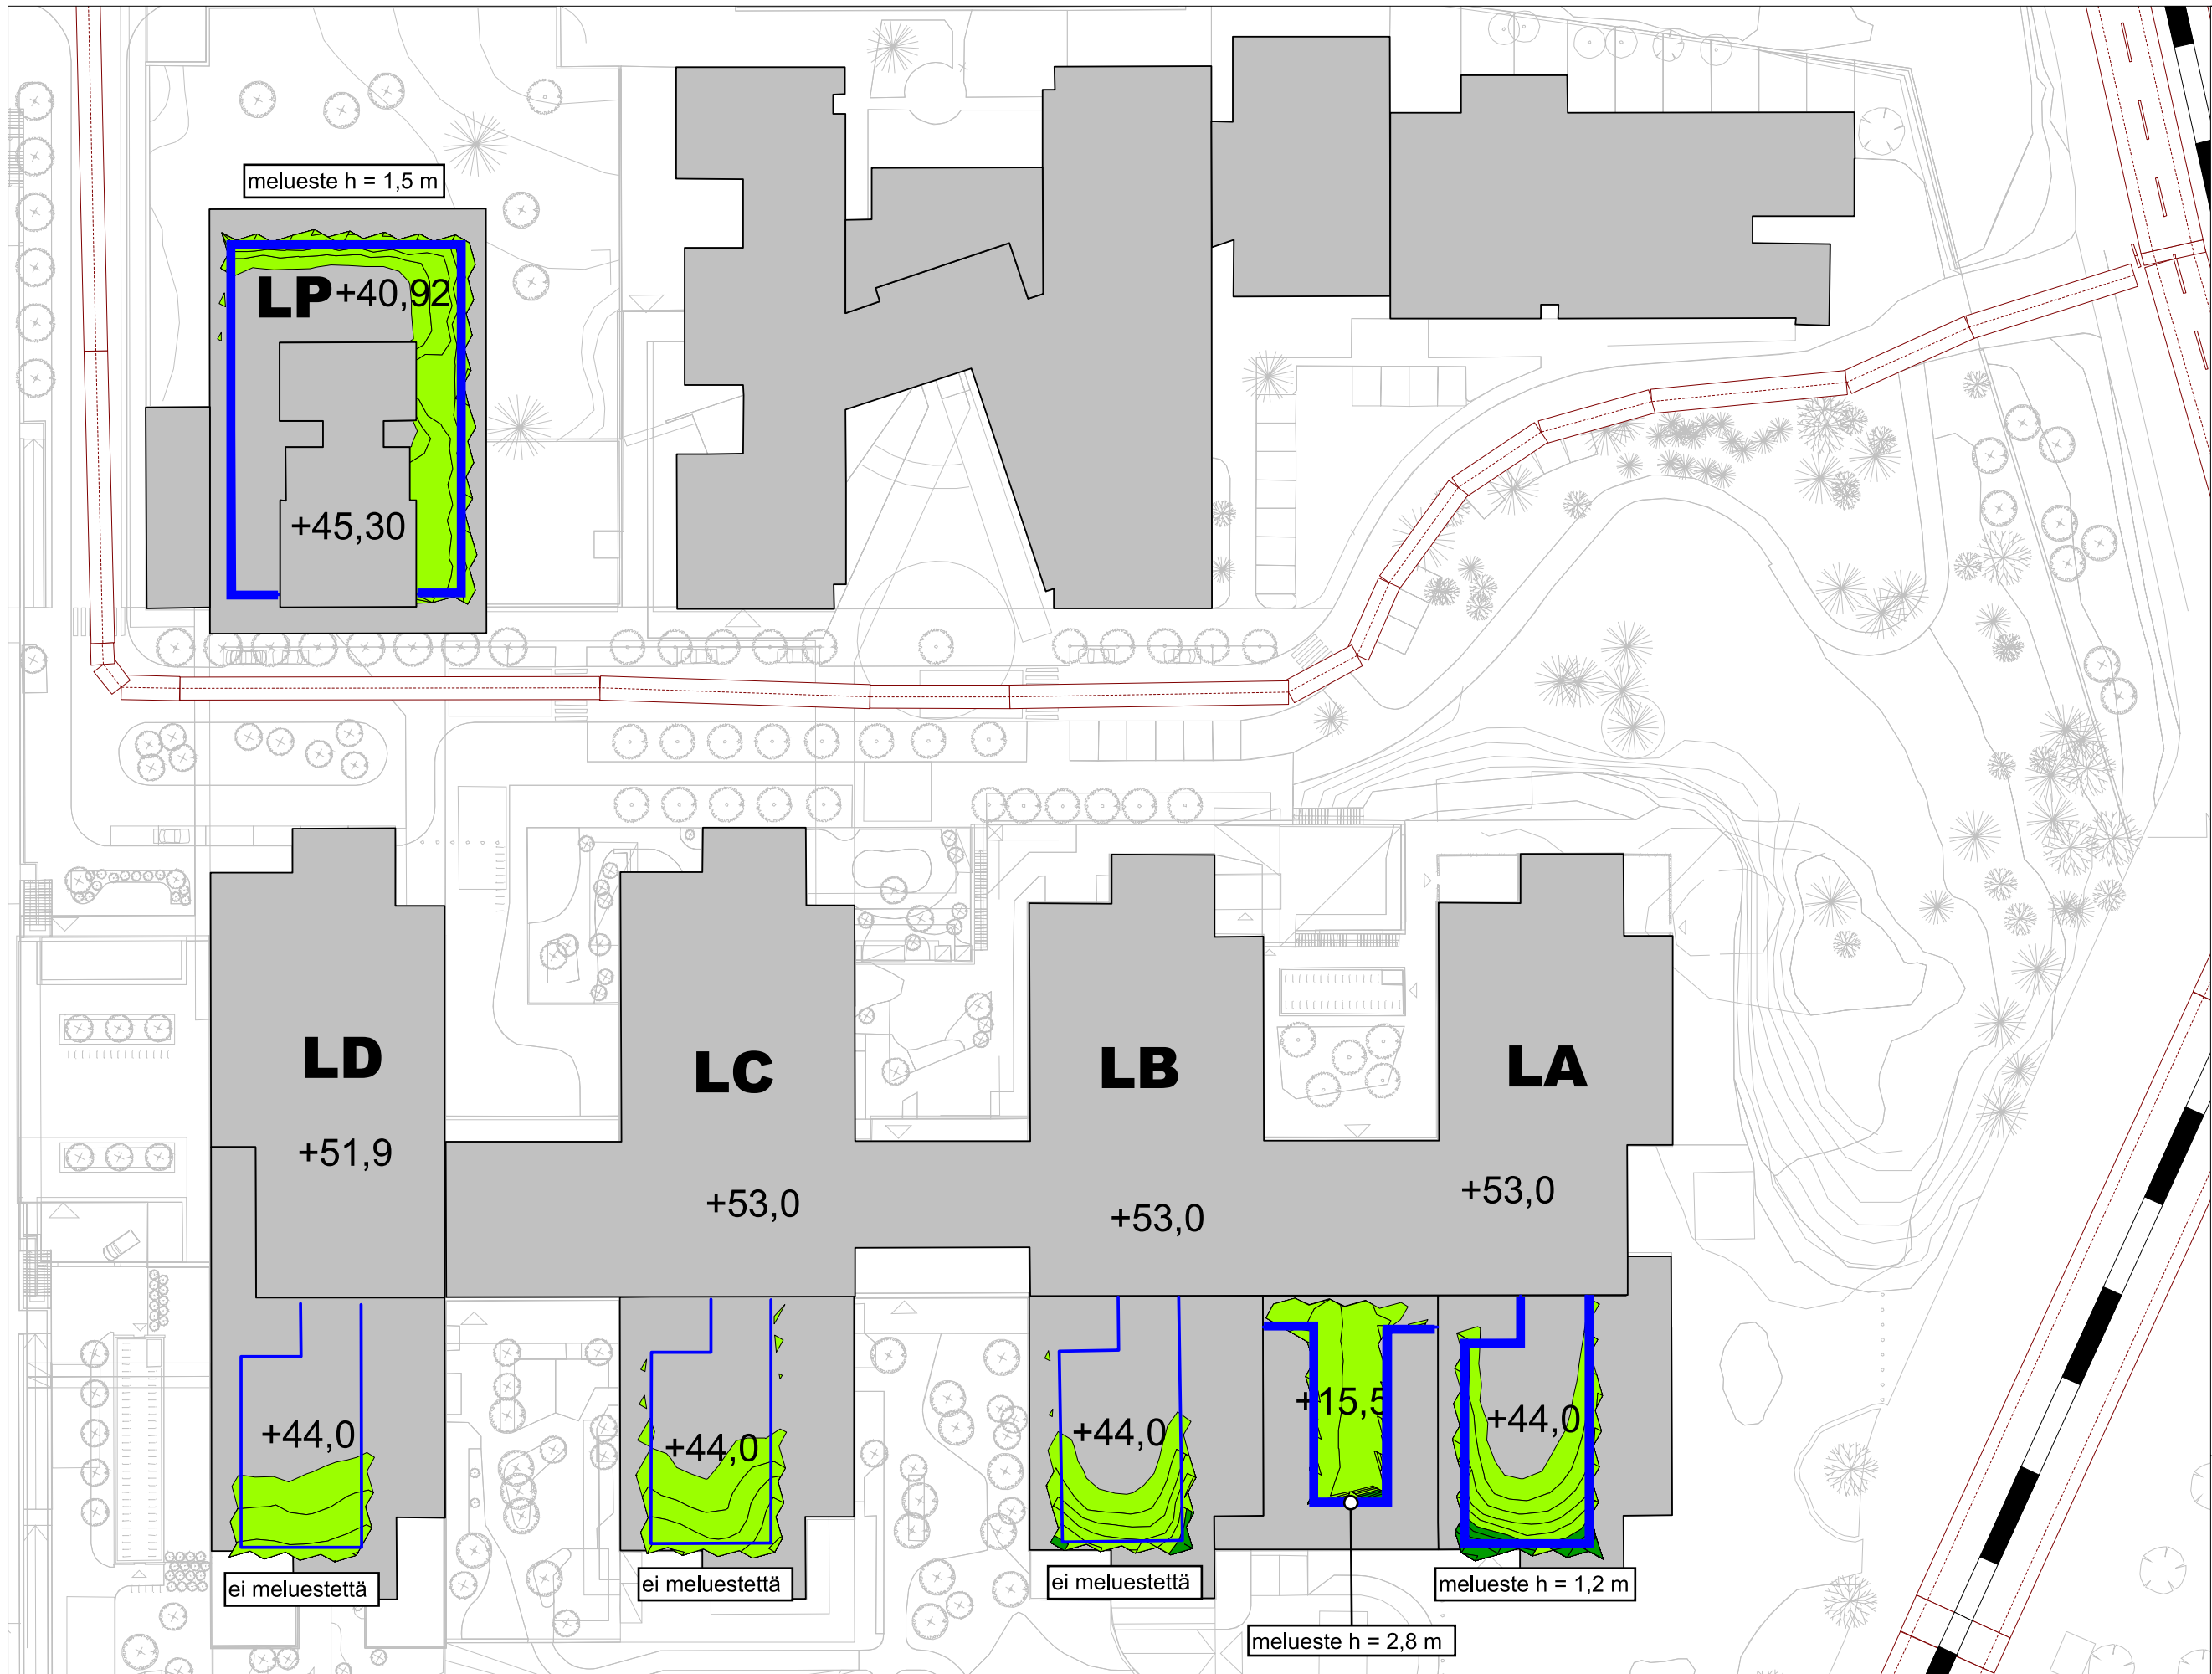 melueste h = 1,5 m
LP +40,92
+45,30
LD
LC
LB
LA
+51,9
+53,0
+53,0
+53,0
+44,0
+44,0
+44,0
+15,5
+44,0
ei meluestettä
ei meluestettä
ei meluestettä
melueste h = 1,2 m
melueste h = 2,8 m